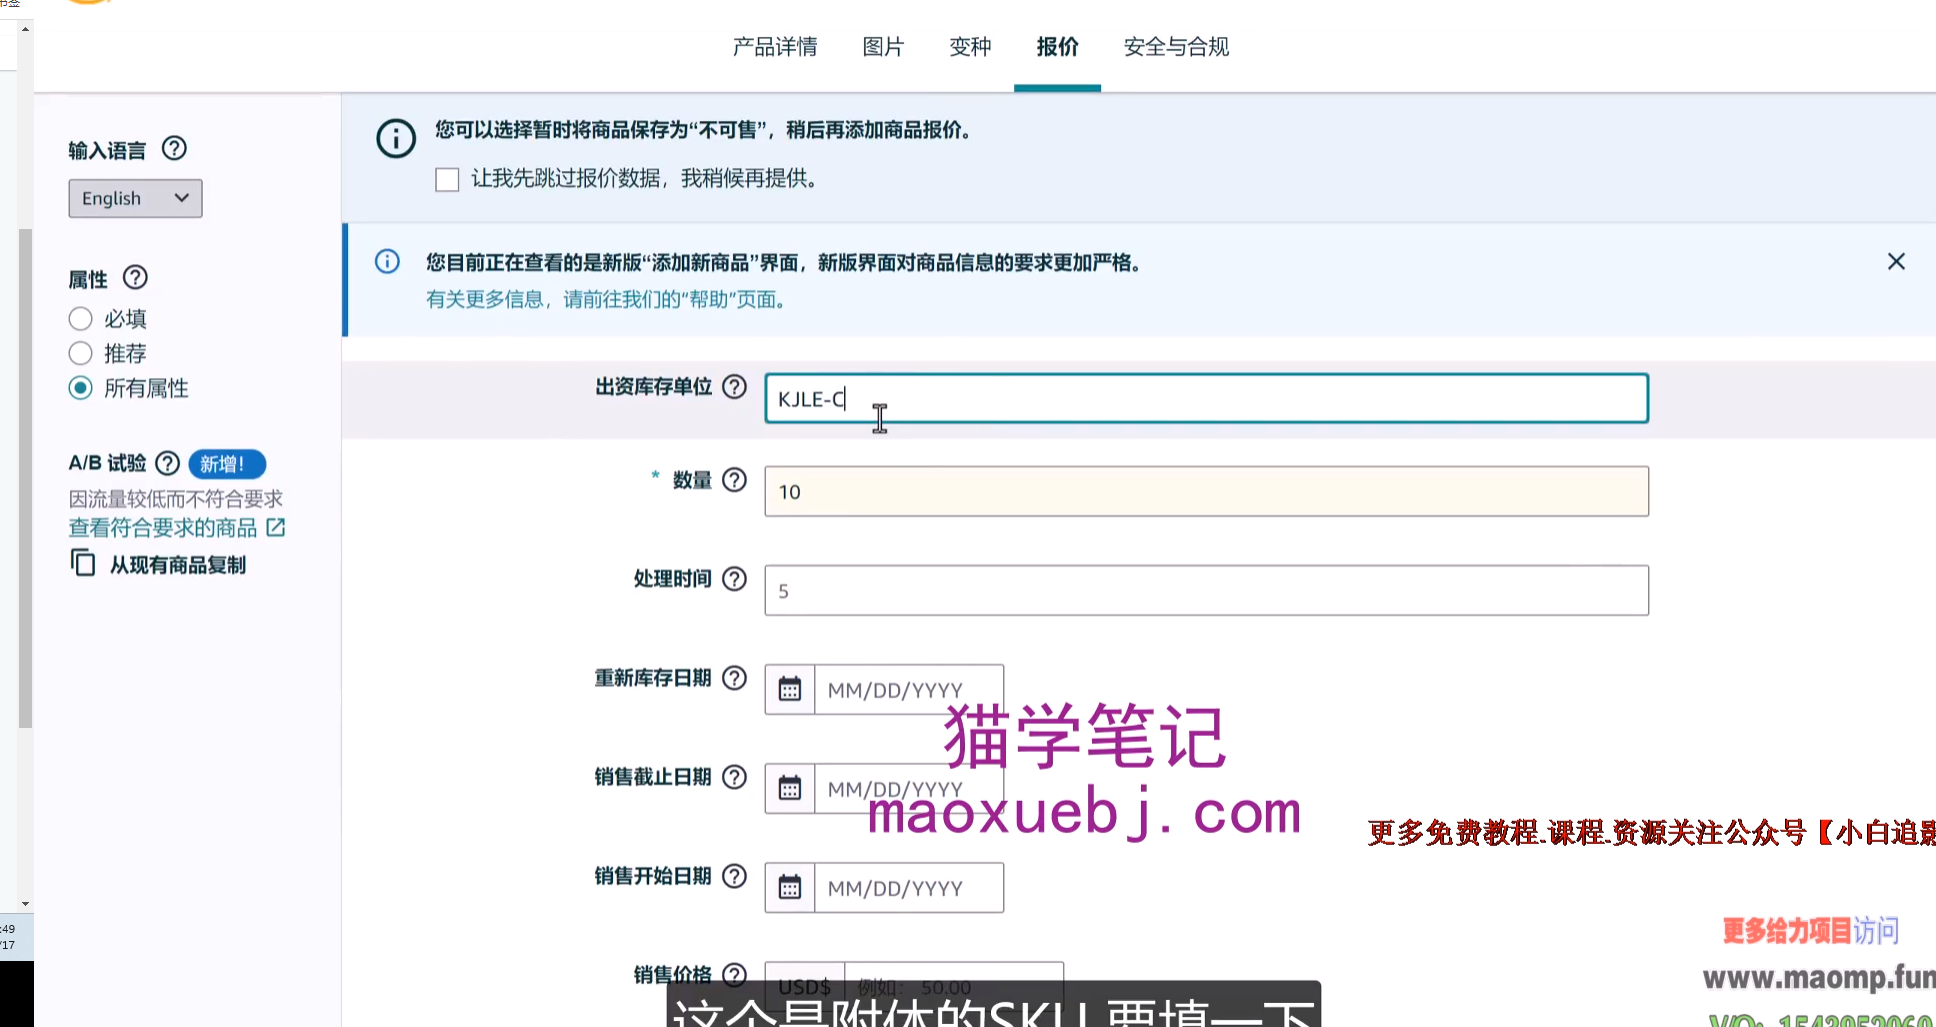 书签
产品详情 图片 变种 报价 安全与合规
输入语言
English
属性
必填
推荐
所有属性
A/B 试验 新增！
因流量较低而不符合要求
查看符合要求的商品
从现有商品复制
:49
/17
您可以选择暂时将商品保存为“不可售”，稍后再添加商品报价。
让我先跳过报价数据，我稍候再提供。
您目前正在查看的是新版“添加新商品”界面，新版界面对商品信息的要求更加严格。
有关更多信息，请前往我们的“帮助”页面。
出资库存单位 KJLE-C
* 数量 10
处理时间 5
重新库存日期 MM/DD/YYYY
销售截止日期 MM/DD/YYYY
销售开始日期 MM/DD/YYYY
销售价格 USD$ 例如： 50.00
猫学笔记
maoxuebj.com
更多免费教程.课程.资源关注公众号【小白追影
更多给力项目访问
www.maomp.fun
这个是附体的SKU 要填一下